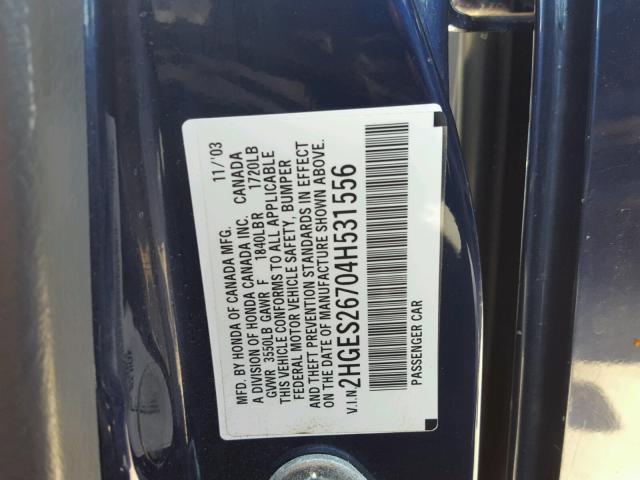 MFD. BY HONDA OF CANADA MFG. 11/'03
A DIVISION OF HONDA CANADA INC. CANADA
GVWR 3550LB GAWR F 1840LBR 1720LB
THIS VEHICLE CONFORMS TO ALL APPLICABLE
FEDERAL MOTOR VEHICLE SAFETY, BUMPER
AND THEFT PREVENTION STANDARDS IN EFFECT
ON THE DATE OF MANUFACTURE SHOWN ABOVE.
V.I.N. 2HGES26704H531556
PASSENGER CAR